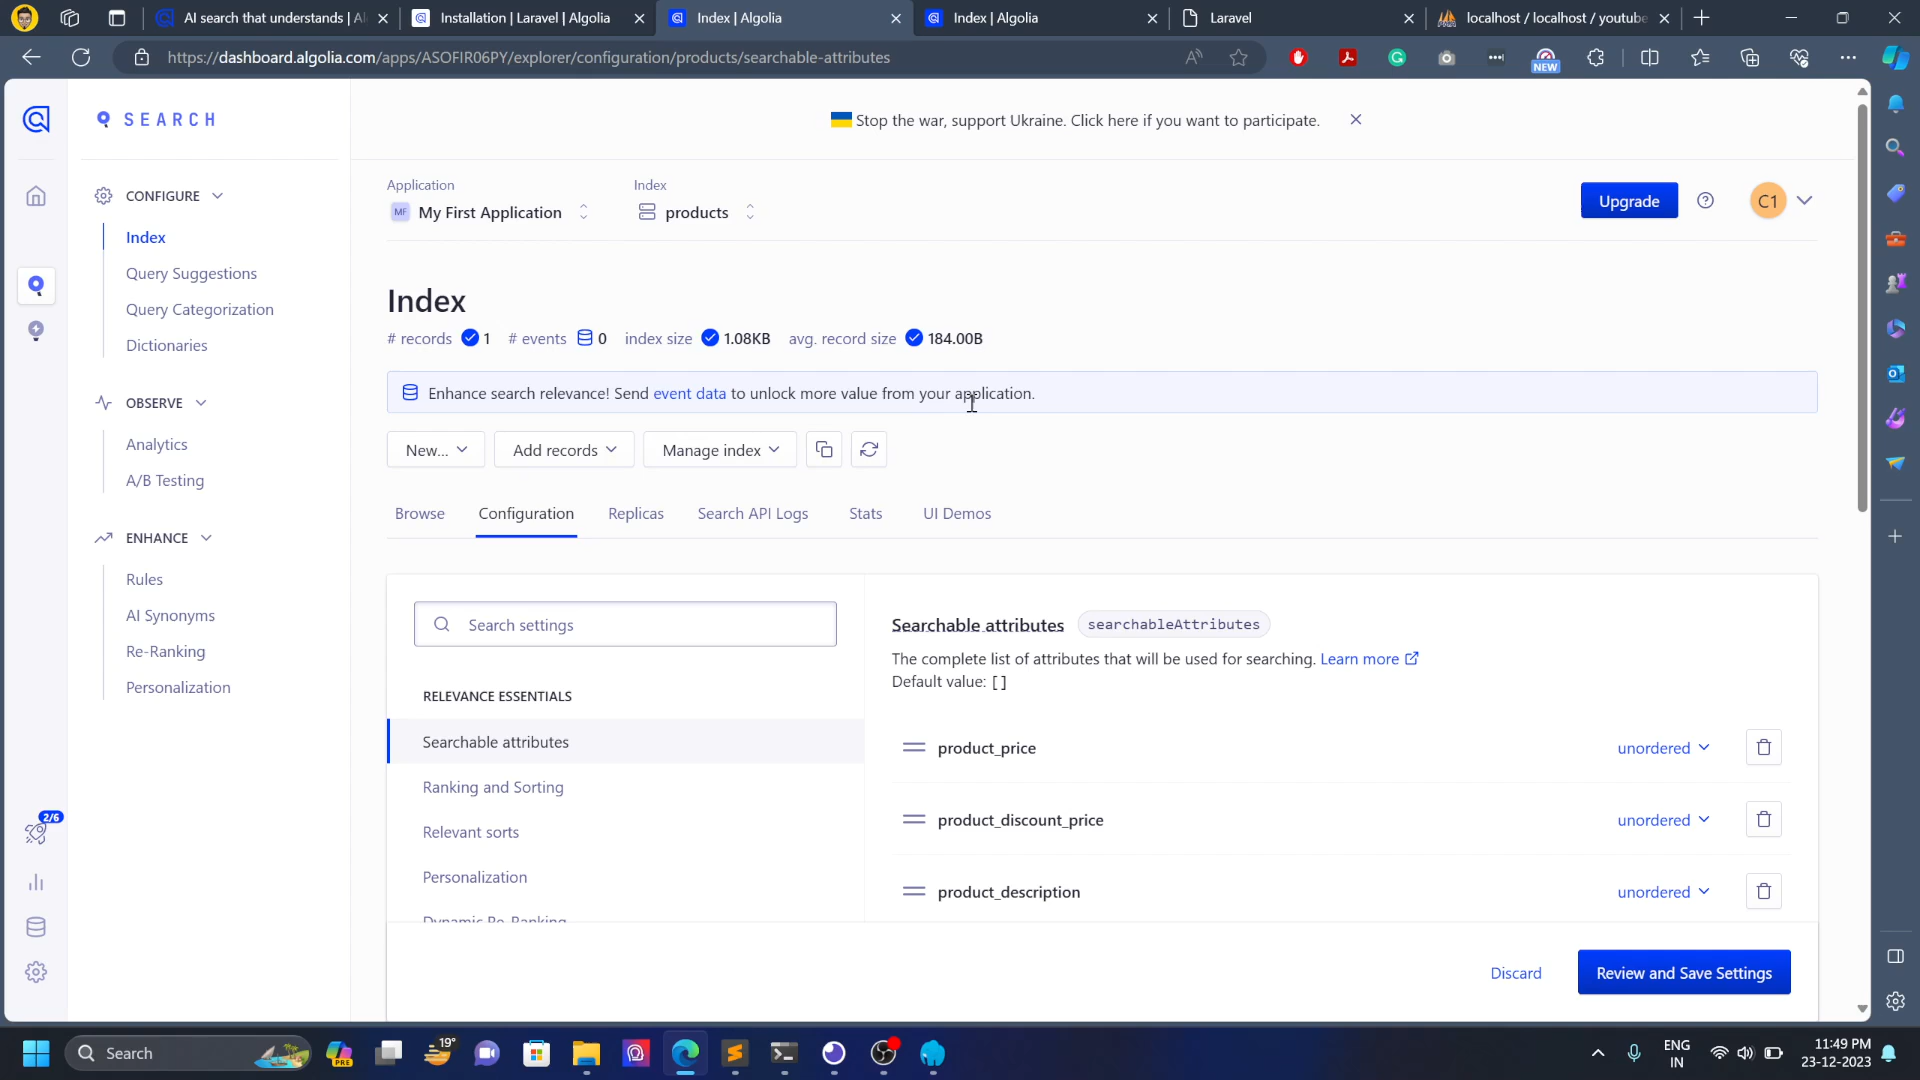 AI search that understands | Al
Installation | Laravel | Algolia
Index | Algolia
Index | Algolia
Laravel
localhost / localhost / youtube
https://dashboard.algolia.com/apps/ASOFIR06PY/explorer/configuration/products/searchable-attributes
NEW
SEARCH
Stop the war, support Ukraine. Click here if you want to participate.
CONFIGURE
Index
Query Suggestions
Query Categorization
Dictionaries
OBSERVE
Analytics
A/B Testing
ENHANCE
Rules
AI Synonyms
Re-Ranking
Personalization
2/6
Application
MF My First Application
Index
products
Upgrade
C1
Index
# records 1 # events 0 index size 1.08KB avg. record size 184.00B
Enhance search relevance! Send event data to unlock more value from your application.
New... Add records Manage index
Browse Configuration Replicas Search API Logs Stats UI Demos
Search settings
RELEVANCE ESSENTIALS
Searchable attributes
Ranking and Sorting
Relevant sorts
Personalization
Dynamic Re-Ranking
Searchable attributes searchableAttributes
The complete list of attributes that will be used for searching. Learn more
Default value: []
product_price unordered
product_discount_price unordered
product_description unordered
Discard Review and Save Settings
Search
PRE
19°
ENG
IN
11:49 PM
23-12-2023